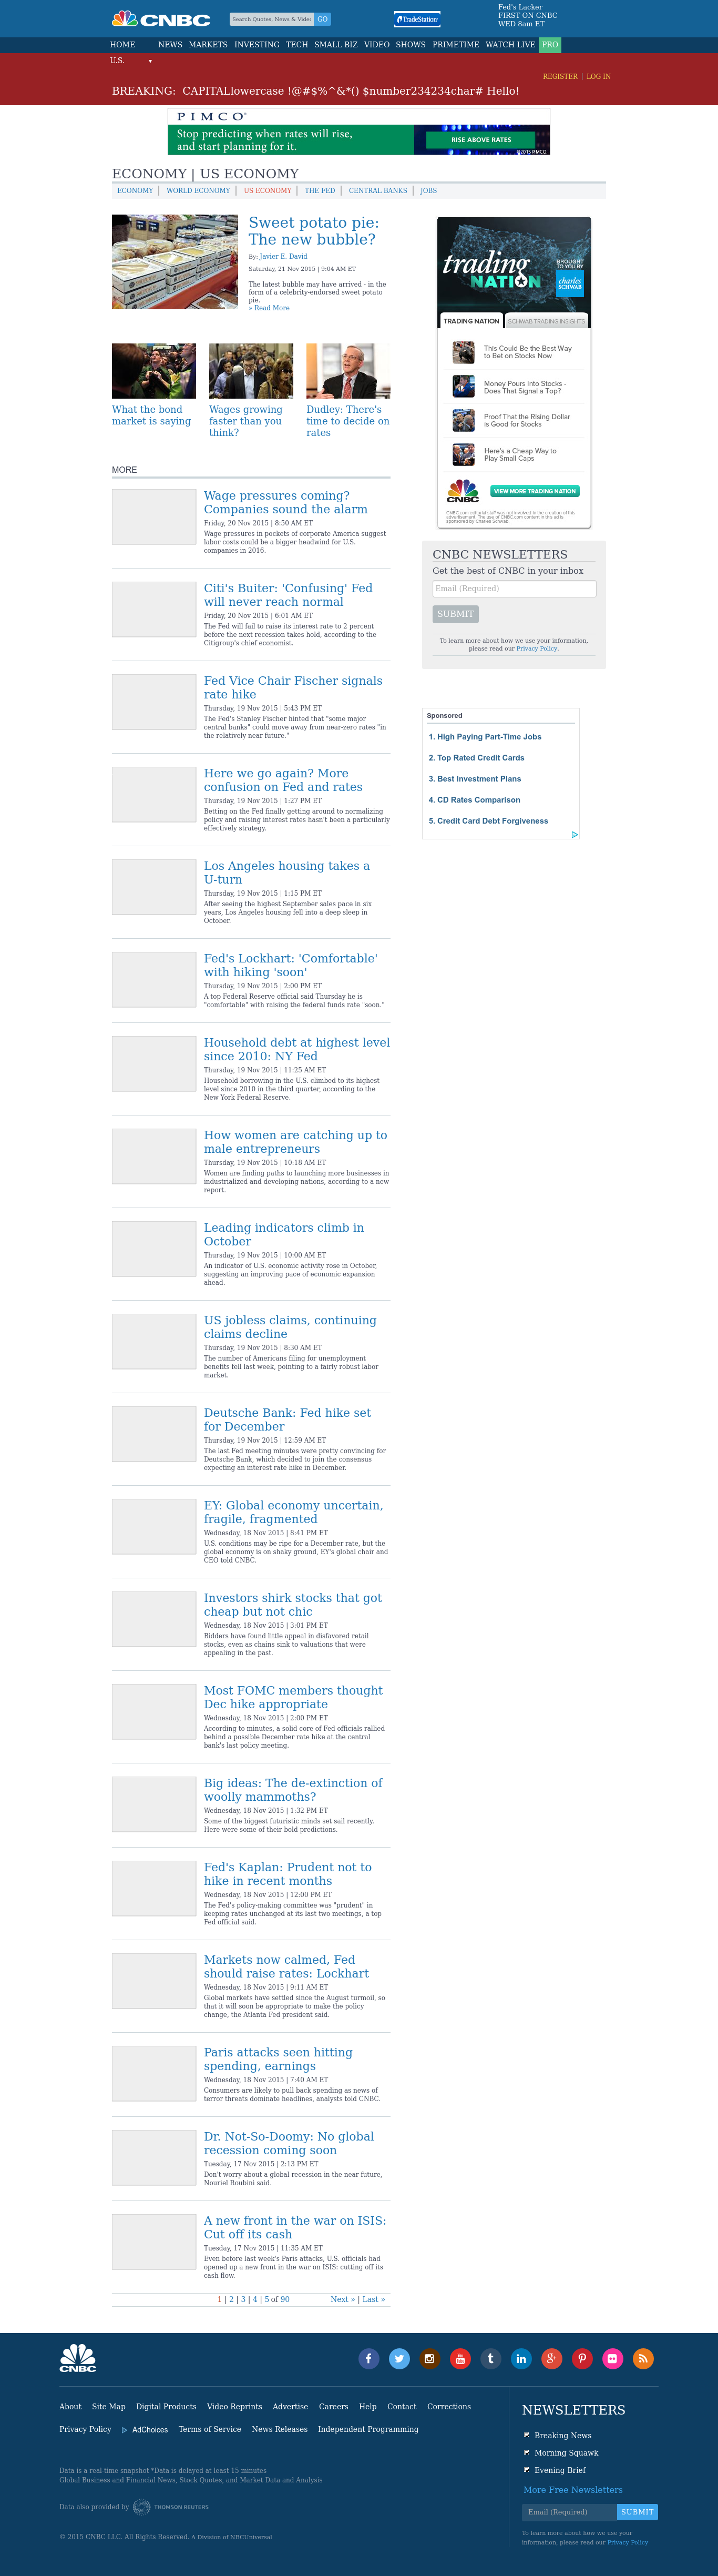 CNBC
Search Quotes, News & Video
GO
TradeStation
Fed's Lacker
FIRST ON CNBC
WED 8am ET
HOME NEWS MARKETS INVESTING TECH SMALL BIZ VIDEO SHOWS PRIMETIME WATCH LIVE PRO
U.S. ▼
REGISTER | LOG IN
BREAKING: CAPITALlowercase !@#$%^&*() $number234234char# Hello!
PIMCO
Stop predicting when rates will rise,
and start planning for it.
RISE ABOVE RATES
©2015 PIMCO
ECONOMY | US ECONOMY
ECONOMY | WORLD ECONOMY | US ECONOMY | THE FED | CENTRAL BANKS | JOBS
Sweet potato pie:
The new bubble?
By: Javier E. David
Saturday, 21 Nov 2015 | 9:04 AM ET
The latest bubble may have arrived - in the
form of a celebrity-endorsed sweet potato
pie.
» Read More
What the bond
market is saying
Wages growing
faster than you
think?
Dudley: There's
time to decide on
rates
MORE
Wage pressures coming?
Companies sound the alarm
Friday, 20 Nov 2015 | 8:50 AM ET
Wage pressures in pockets of corporate America suggest
labor costs could be a bigger headwind for U.S.
companies in 2016.
Citi's Buiter: 'Confusing' Fed
will never reach normal
Friday, 20 Nov 2015 | 6:01 AM ET
The Fed will fail to raise its interest rate to 2 percent
before the next recession takes hold, according to the
Citigroup's chief economist.
Fed Vice Chair Fischer signals
rate hike
Thursday, 19 Nov 2015 | 5:43 PM ET
The Fed's Stanley Fischer hinted that "some major
central banks" could move away from near-zero rates "in
the relatively near future."
Here we go again? More
confusion on Fed and rates
Thursday, 19 Nov 2015 | 1:27 PM ET
Betting on the Fed finally getting around to normalizing
policy and raising interest rates hasn't been a particularly
effectively strategy.
Los Angeles housing takes a
U-turn
Thursday, 19 Nov 2015 | 1:15 PM ET
After seeing the highest September sales pace in six
years, Los Angeles housing fell into a deep sleep in
October.
Fed's Lockhart: 'Comfortable'
with hiking 'soon'
Thursday, 19 Nov 2015 | 2:00 PM ET
A top Federal Reserve official said Thursday he is
"comfortable" with raising the federal funds rate "soon."
Household debt at highest level
since 2010: NY Fed
Thursday, 19 Nov 2015 | 11:25 AM ET
Household borrowing in the U.S. climbed to its highest
level since 2010 in the third quarter, according to the
New York Federal Reserve.
How women are catching up to
male entrepreneurs
Thursday, 19 Nov 2015 | 10:18 AM ET
Women are finding paths to launching more businesses in
industrialized and developing nations, according to a new
report.
Leading indicators climb in
October
Thursday, 19 Nov 2015 | 10:00 AM ET
An indicator of U.S. economic activity rose in October,
suggesting an improving pace of economic expansion
ahead.
US jobless claims, continuing
claims decline
Thursday, 19 Nov 2015 | 8:30 AM ET
The number of Americans filing for unemployment
benefits fell last week, pointing to a fairly robust labor
market.
Deutsche Bank: Fed hike set
for December
Thursday, 19 Nov 2015 | 12:59 AM ET
The last Fed meeting minutes were pretty convincing for
Deutsche Bank, which decided to join the consensus
expecting an interest rate hike in December.
EY: Global economy uncertain,
fragile, fragmented
Wednesday, 18 Nov 2015 | 8:41 PM ET
U.S. conditions may be ripe for a December rate, but the
global economy is on shaky ground, EY's global chair and
CEO told CNBC.
Investors shirk stocks that got
cheap but not chic
Wednesday, 18 Nov 2015 | 3:01 PM ET
Bidders have found little appeal in disfavored retail
stocks, even as chains sink to valuations that were
appealing in the past.
Most FOMC members thought
Dec hike appropriate
Wednesday, 18 Nov 2015 | 2:00 PM ET
According to minutes, a solid core of Fed officials rallied
behind a possible December rate hike at the central
bank's last policy meeting.
Big ideas: The de-extinction of
woolly mammoths?
Wednesday, 18 Nov 2015 | 1:32 PM ET
Some of the biggest futuristic minds set sail recently.
Here were some of their bold predictions.
Fed's Kaplan: Prudent not to
hike in recent months
Wednesday, 18 Nov 2015 | 12:00 PM ET
The Fed's policy-making committee was "prudent" in
keeping rates unchanged at its last two meetings, a top
Fed official said.
Markets now calmed, Fed
should raise rates: Lockhart
Wednesday, 18 Nov 2015 | 9:11 AM ET
Global markets have settled since the August turmoil, so
that it will soon be appropriate to make the policy
change, the Atlanta Fed president said.
Paris attacks seen hitting
spending, earnings
Wednesday, 18 Nov 2015 | 7:40 AM ET
Consumers are likely to pull back spending as news of
terror threats dominate headlines, analysts told CNBC.
Dr. Not-So-Doomy: No global
recession coming soon
Tuesday, 17 Nov 2015 | 2:13 PM ET
Don't worry about a global recession in the near future,
Nouriel Roubini said.
A new front in the war on ISIS:
Cut off its cash
Tuesday, 17 Nov 2015 | 11:35 AM ET
Even before last week's Paris attacks, U.S. officials had
opened up a new front in the war on ISIS: cutting off its
cash flow.
1 | 2 | 3 | 4 | 5 of 90 Next » | Last »
trading
NATION
BROUGHT
TO YOU BY
charles
SCHWAB
TRADING NATION
SCHWAB TRADING INSIGHTS
This Could Be the Best Way
to Bet on Stocks Now
Money Pours Into Stocks -
Does That Signal a Top?
Proof That the Rising Dollar
is Good for Stocks
Here's a Cheap Way to
Play Small Caps
CNBC
VIEW MORE TRADING NATION
CNBC.com editorial staff was not involved in the creation of this
advertisement. The use of CNBC.com content in this ad is
sponsored by Charles Schwab.
CNBC NEWSLETTERS
Get the best of CNBC in your inbox
Email (Required)
SUBMIT
To learn more about how we use your information,
please read our Privacy Policy.
Sponsored
1. High Paying Part-Time Jobs
2. Top Rated Credit Cards
3. Best Investment Plans
4. CD Rates Comparison
5. Credit Card Debt Forgiveness
CNBC
About Site Map Digital Products Video Reprints Advertise Careers Help Contact Corrections
Privacy Policy AdChoices Terms of Service News Releases Independent Programming
Data is a real-time snapshot *Data is delayed at least 15 minutes
Global Business and Financial News, Stock Quotes, and Market Data and Analysis
Data also provided by THOMSON REUTERS
© 2015 CNBC LLC. All Rights Reserved. A Division of NBCUniversal
NEWSLETTERS
Breaking News
Morning Squawk
Evening Brief
More Free Newsletters
Email (Required)
SUBMIT
To learn more about how we use your
information, please read our Privacy Policy